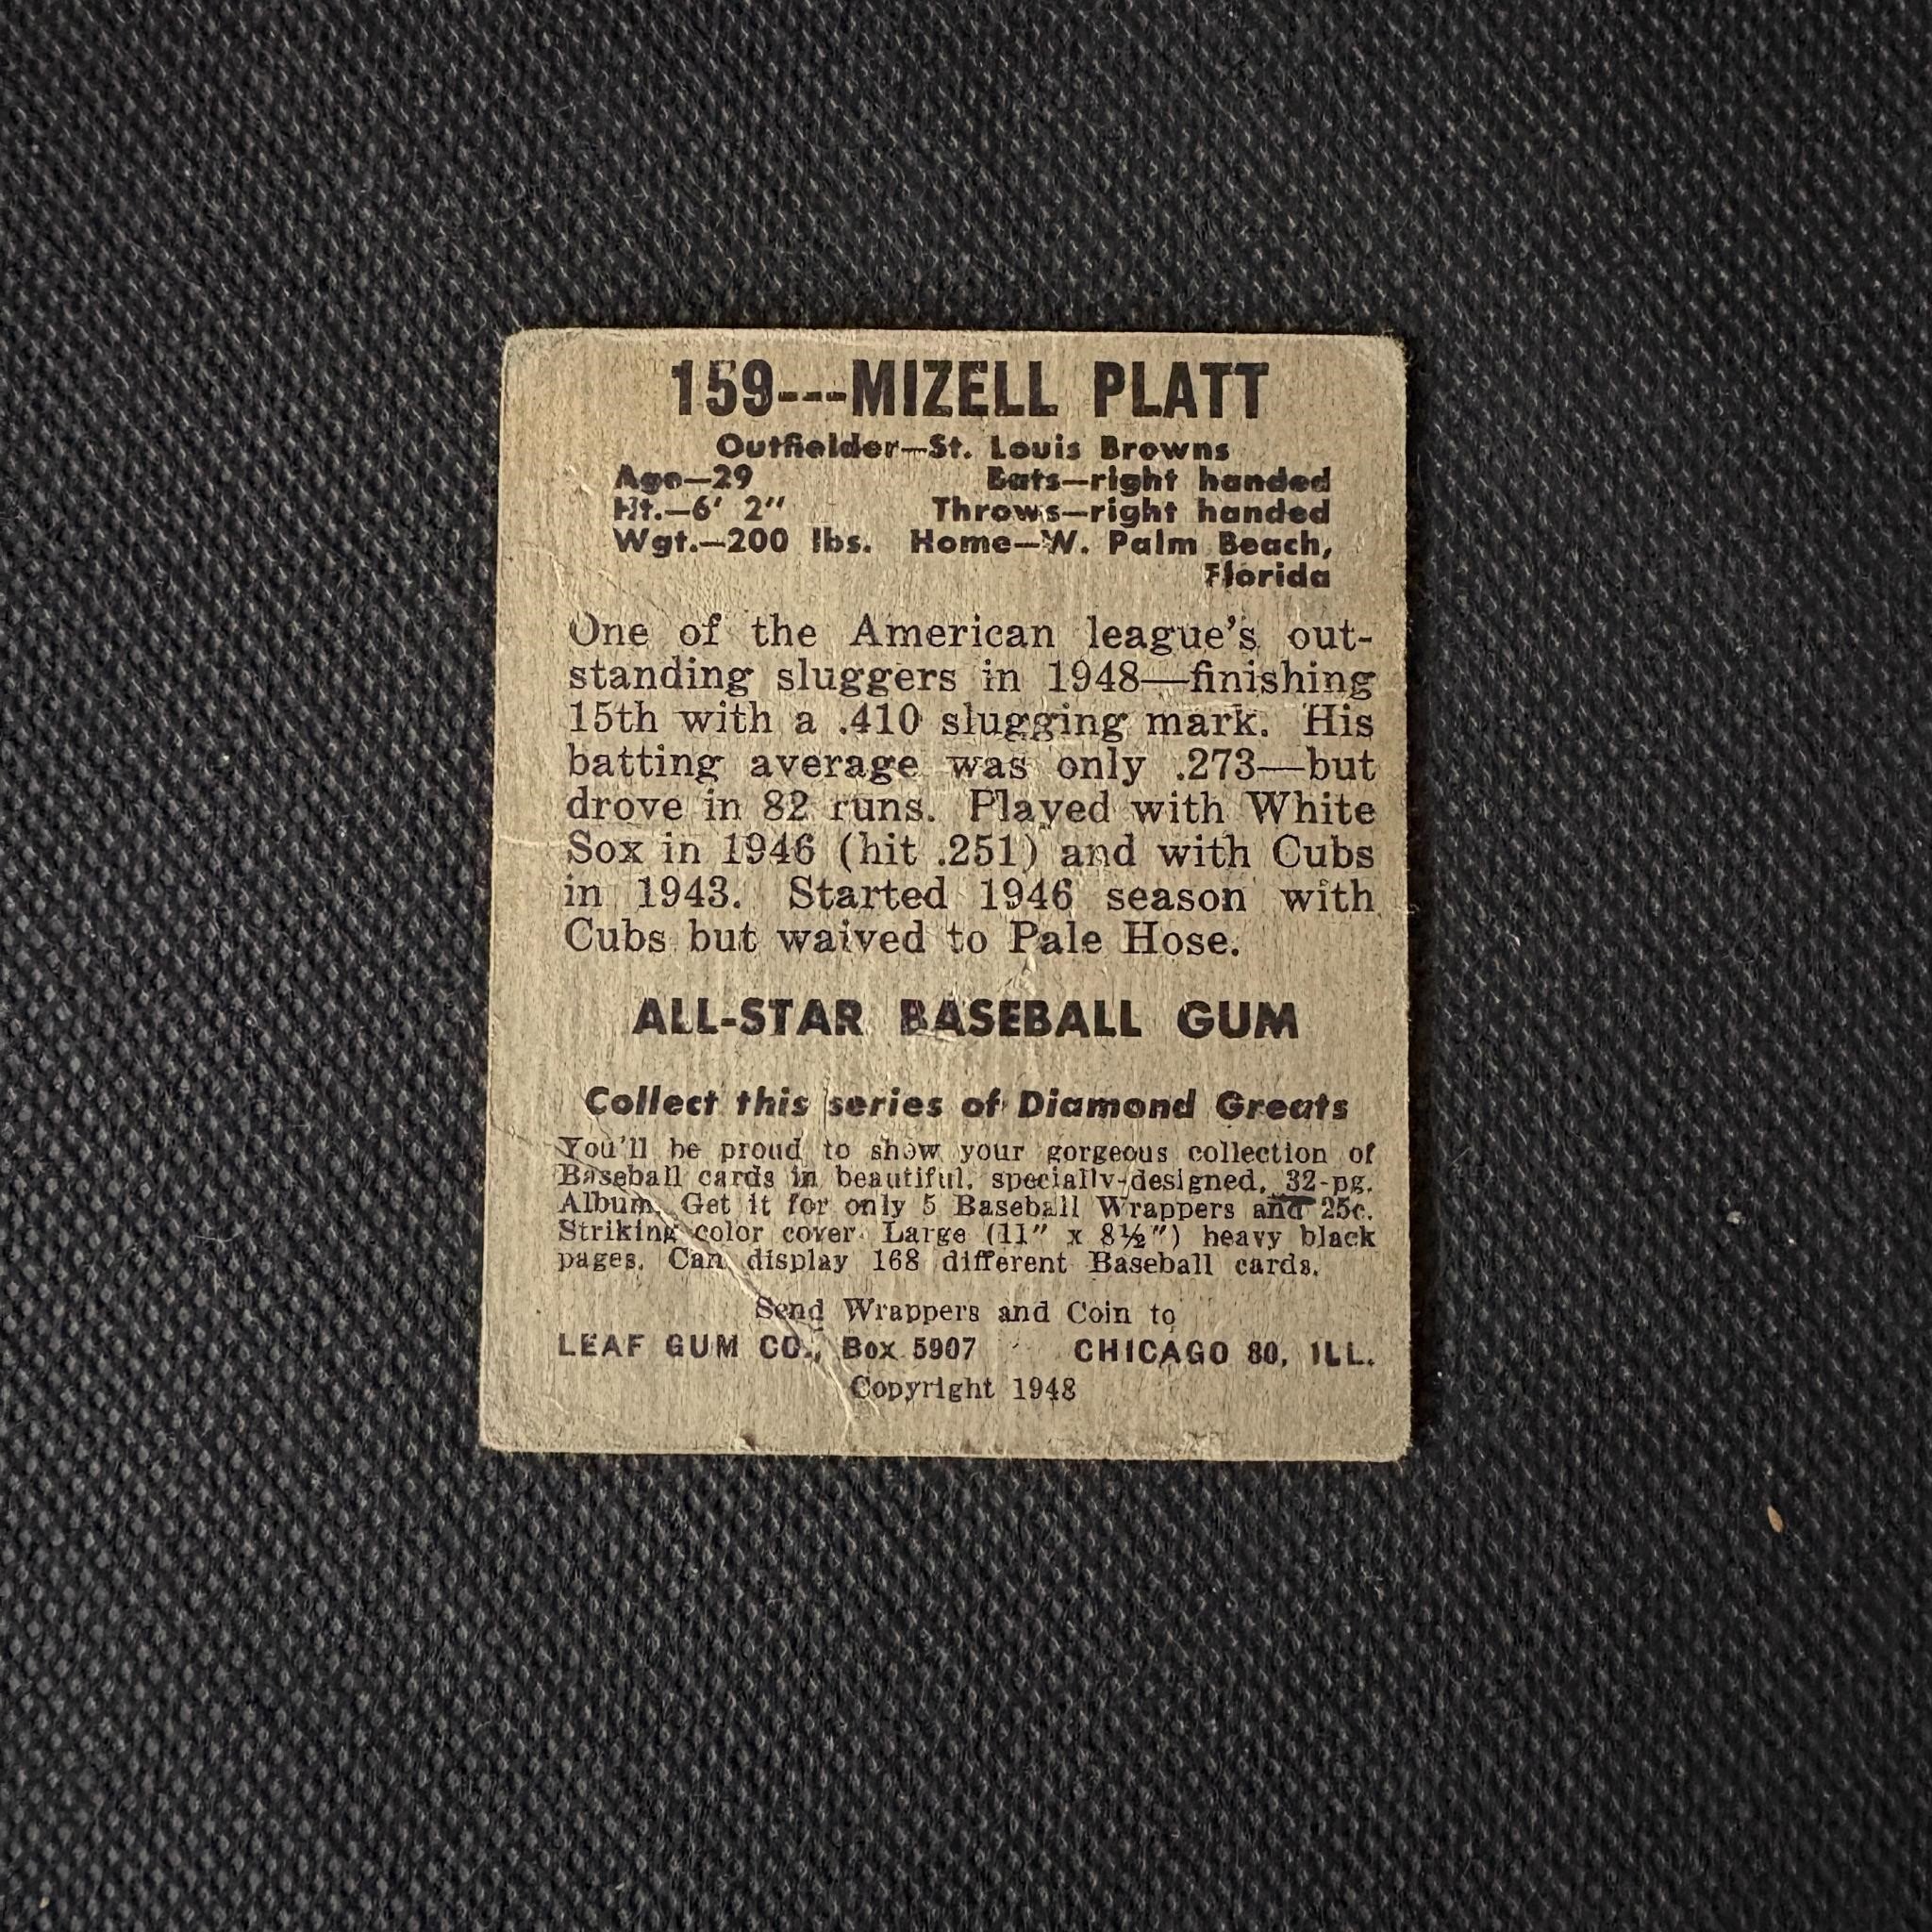 159---MIZELL PLATT
Outfielder—St. Louis Browns
Age—29 Bats—right handed
Ht.—6' 2" Throws—right handed
Wgt.—200 lbs. Home—W. Palm Beach,
Florida
One of the American league's out-
standing sluggers in 1948—finishing
15th with a .410 slugging mark. His
batting average was only .273—but
drove in 82 runs. Played with White
Sox in 1946 (hit .251) and with Cubs
in 1943. Started 1946 season with
Cubs but waived to Pale Hose.
ALL-STAR BASEBALL GUM
Collect this series of Diamond Greats
You'll be proud to show your gorgeous collection of
Baseball cards in beautiful, specially-designed, 32-pg.
Album. Get it for only 5 Baseball Wrappers and 25c.
Striking color cover. Large (11" x 8½") heavy black
pages. Can display 168 different Baseball cards.
Send Wrappers and Coin to
LEAF GUM CO., Box 5907 CHICAGO 80, ILL.
Copyright 1948